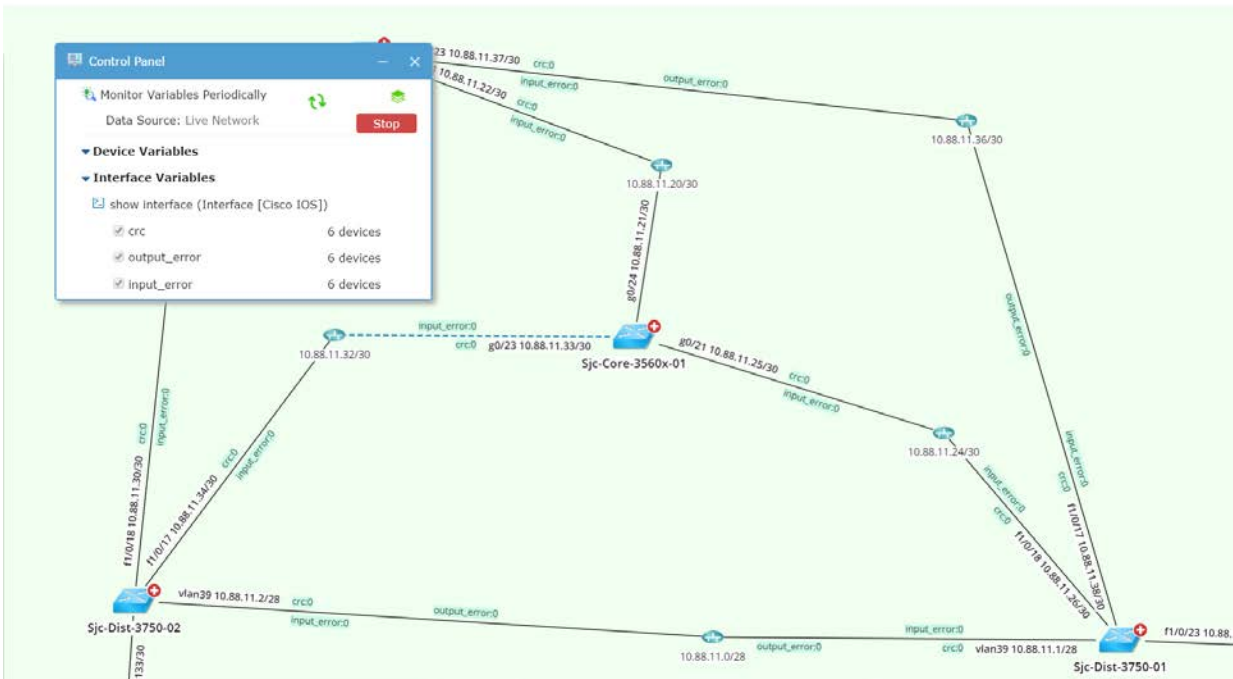 Control Panel
Monitor Variables Periodically
Data Source: Live Network
Stop
Device Variables
Interface Variables
show interface (Interface [Cisco IOS])
crc 6 devices
output_error 6 devices
input_error 6 devices
23 10.88.11.37/30 crc:0
input_error:0
output_error:0
10.88.11.36/30
10.88.11.22/30 crc:0
input_error:0
10.88.11.20/30
g0/24 10.88.11.21/30
output_error:0
input_error:0
crc:0 g0/23 10.88.11.33/30
10.88.11.32/30
Sjc-Core-3560x-01
g0/21 10.88.11.25/30 crc:0
input_error:0
10.88.11.24/30
input_error:0
crc:0 f1/0/18 10.88.11.26/30
input_error:0
crc:0 f1/0/17 10.88.11.38/30
f1/0/18 10.88.11.30/30 crc:0
input_error:0
f1/0/17 10.88.11.34/30 crc:0
input_error:0
Sjc-Dist-3750-02
133/30
vlan39 10.88.11.2/28 crc:0
input_error:0
output_error:0
10.88.11.0/28
output_error:0
input_error:0
crc:0 vlan39 10.88.11.1/28
Sjc-Dist-3750-01
f1/0/23 10.88.